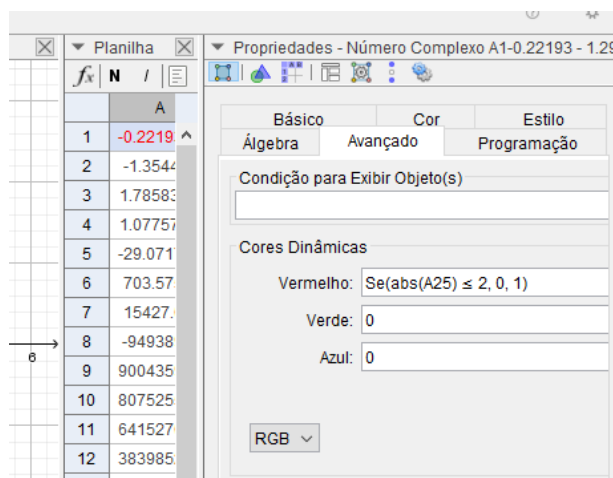 Planilha
Propriedades - Número Complexo A1-0.22193 - 1.29
fx N I
A
1 -0.2219
2 -1.3544
3 1.78583
4 1.07757
5 -29.071
6 703.57
7 15427.
8 -94938
9 900435
10 807525
11 641527
12 383985
6
Básico Cor Estilo
Álgebra Avançado Programação
Condição para Exibir Objeto(s)
Cores Dinâmicas
Vermelho: Se(abs(A25) ≤ 2, 0, 1)
Verde: 0
Azul: 0
RGB